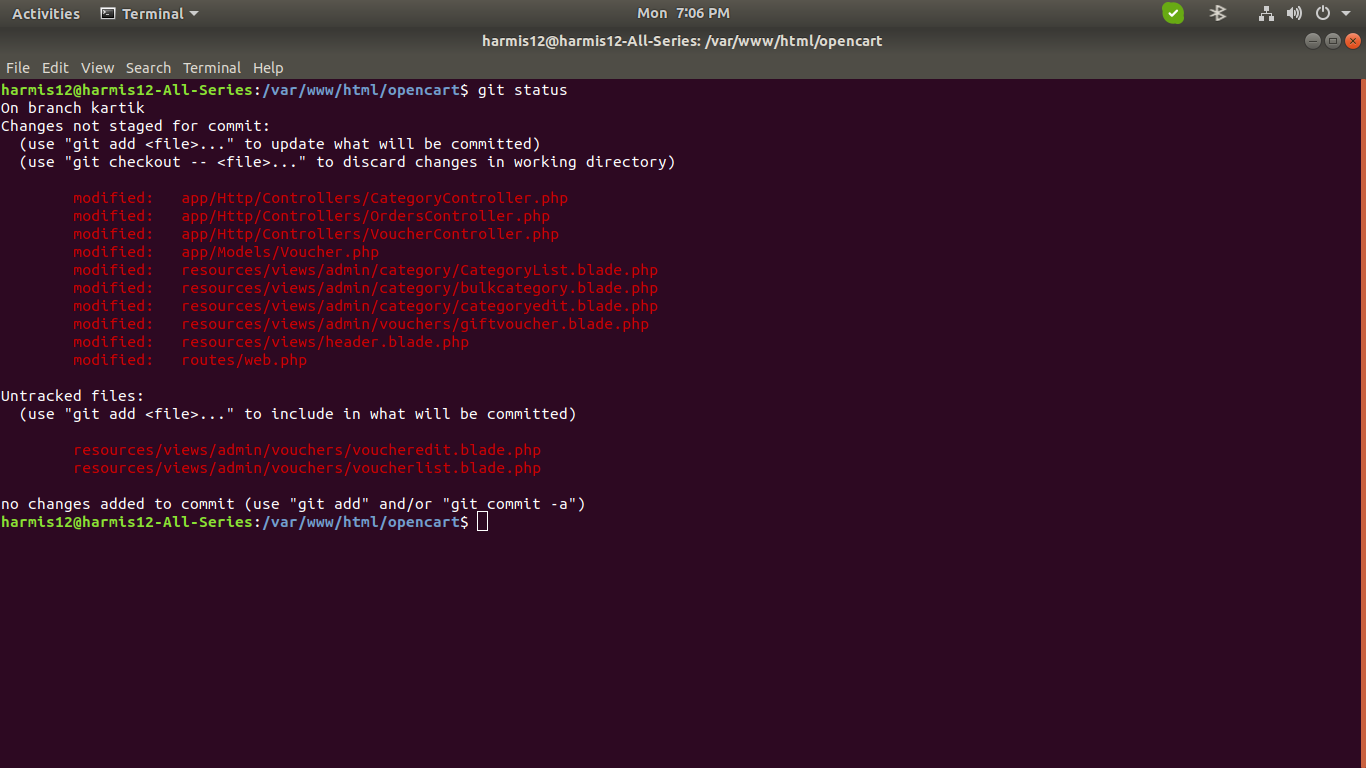 Activities Terminal Mon 7:06 PM
harmis12@harmis12-All-Series: /var/www/html/opencart
File Edit View Search Terminal Help
harmis12@harmis12-All-Series:/var/www/html/opencart$ git status
On branch kartik
Changes not staged for commit:
  (use "git add <file>..." to update what will be committed)
  (use "git checkout -- <file>..." to discard changes in working directory)
        modified:   app/Http/Controllers/CategoryController.php
        modified:   app/Http/Controllers/OrdersController.php
        modified:   app/Http/Controllers/VoucherController.php
        modified:   app/Models/Voucher.php
        modified:   resources/views/admin/category/CategoryList.blade.php
        modified:   resources/views/admin/category/bulkcategory.blade.php
        modified:   resources/views/admin/category/categoryedit.blade.php
        modified:   resources/views/admin/vouchers/giftvoucher.blade.php
        modified:   resources/views/header.blade.php
        modified:   routes/web.php
Untracked files:
  (use "git add <file>..." to include in what will be committed)
        resources/views/admin/vouchers/voucheredit.blade.php
        resources/views/admin/vouchers/voucherlist.blade.php
no changes added to commit (use "git add" and/or "git commit -a")
harmis12@harmis12-All-Series:/var/www/html/opencart$